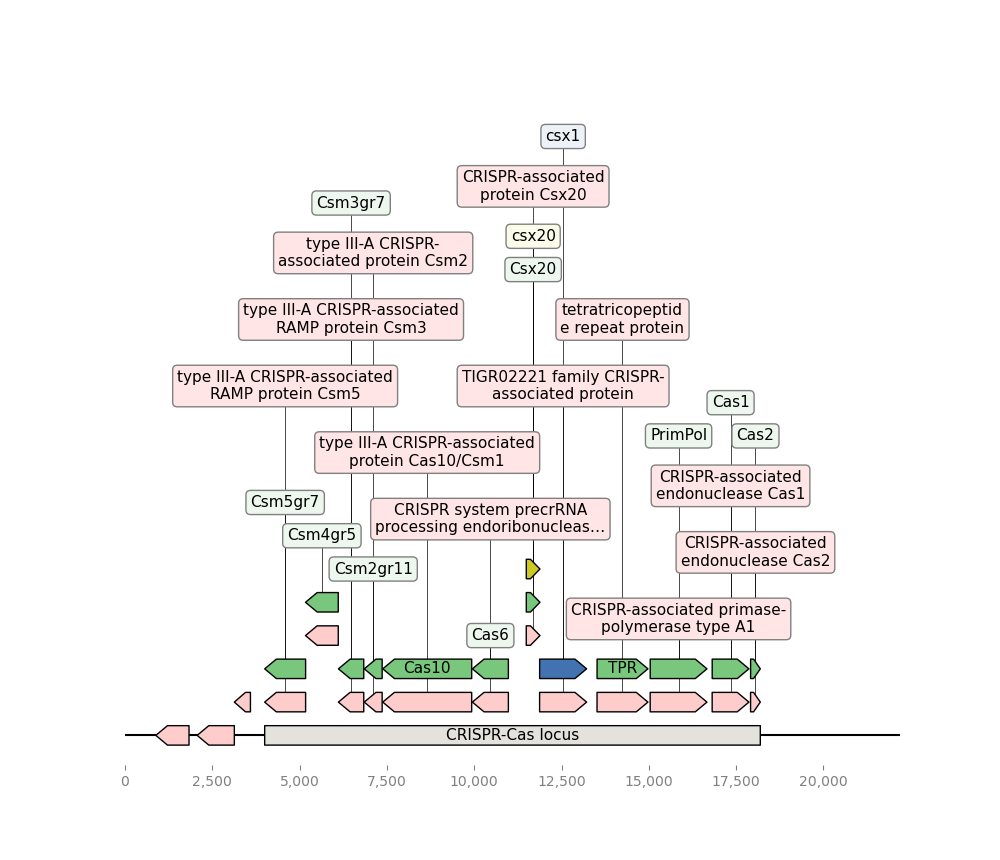 csx1
CRISPR-associated
protein Csx20
Csm3gr7
csx20
type III-A CRISPR-
associated protein Csm2
Csx20
type III-A CRISPR-associated
RAMP protein Csm3
tetratricopeptid
e repeat protein
type III-A CRISPR-associated
RAMP protein Csm5
TIGR02221 family CRISPR-
associated protein
Cas1
PrimPol
Cas2
type III-A CRISPR-associated
protein Cas10/Csm1
CRISPR-associated
endonuclease Cas1
Csm5gr7
CRISPR system precrRNA
processing endoribonucleas…
Csm4gr5
CRISPR-associated
endonuclease Cas2
Csm2gr11
CRISPR-associated primase-
polymerase type A1
Cas6
Cas10
TPR
CRISPR-Cas locus
0
2,500
5,000
7,500
10,000
12,500
15,000
17,500
20,000